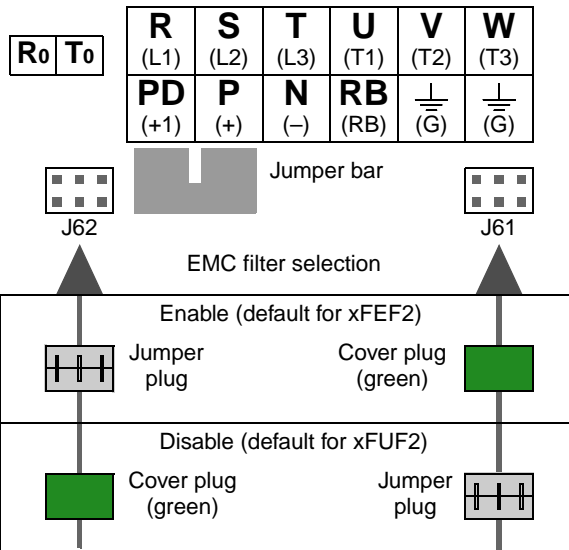 R0 T0
R S T U V W
(L1) (L2) (L3) (T1) (T2) (T3)
PD P N RB
(+1) (+) (–) (RB) (G) (G)
Jumper bar
J62 J61
EMC filter selection
Enable (default for xFEF2)
Jumper plug
Cover plug (green)
Disable (default for xFUF2)
Cover plug (green)
Jumper plug